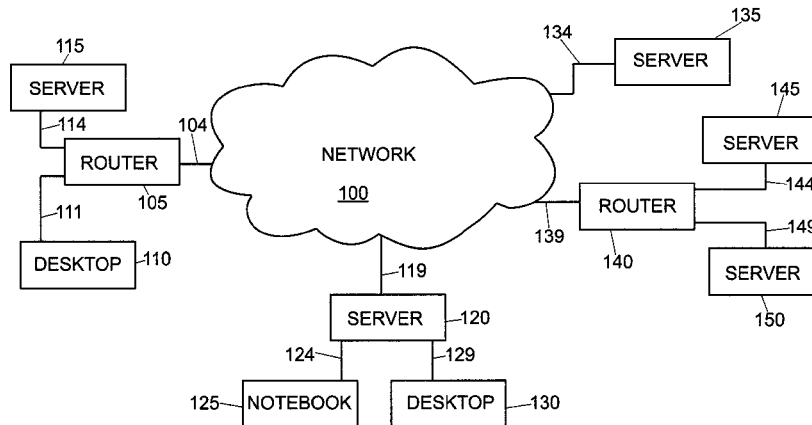 115
SERVER
114
104
ROUTER
105
111
DESKTOP
110
NETWORK
100
134
135
SERVER
145
SERVER
144
139
ROUTER
140
149
SERVER
150
119
SERVER
120
124
129
125
NOTEBOOK
DESKTOP
130